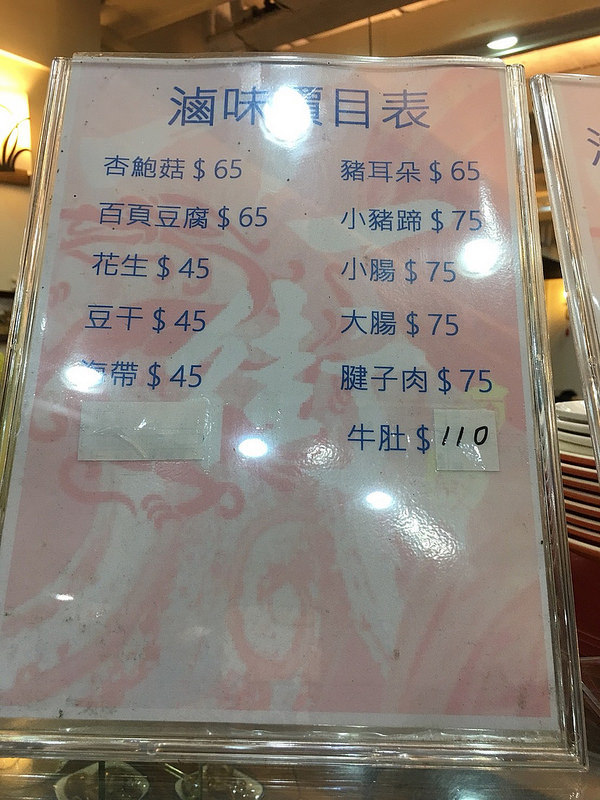 滷味價目表
杏鮑菇 $ 65
百頁豆腐 $ 65
花生 $ 45
豆干 $ 45
海帶 $ 45
豬耳朵 $ 65
小豬蹄 $ 75
小腸 $ 75
大腸 $ 75
腱子肉 $ 75
牛肚 $ 110